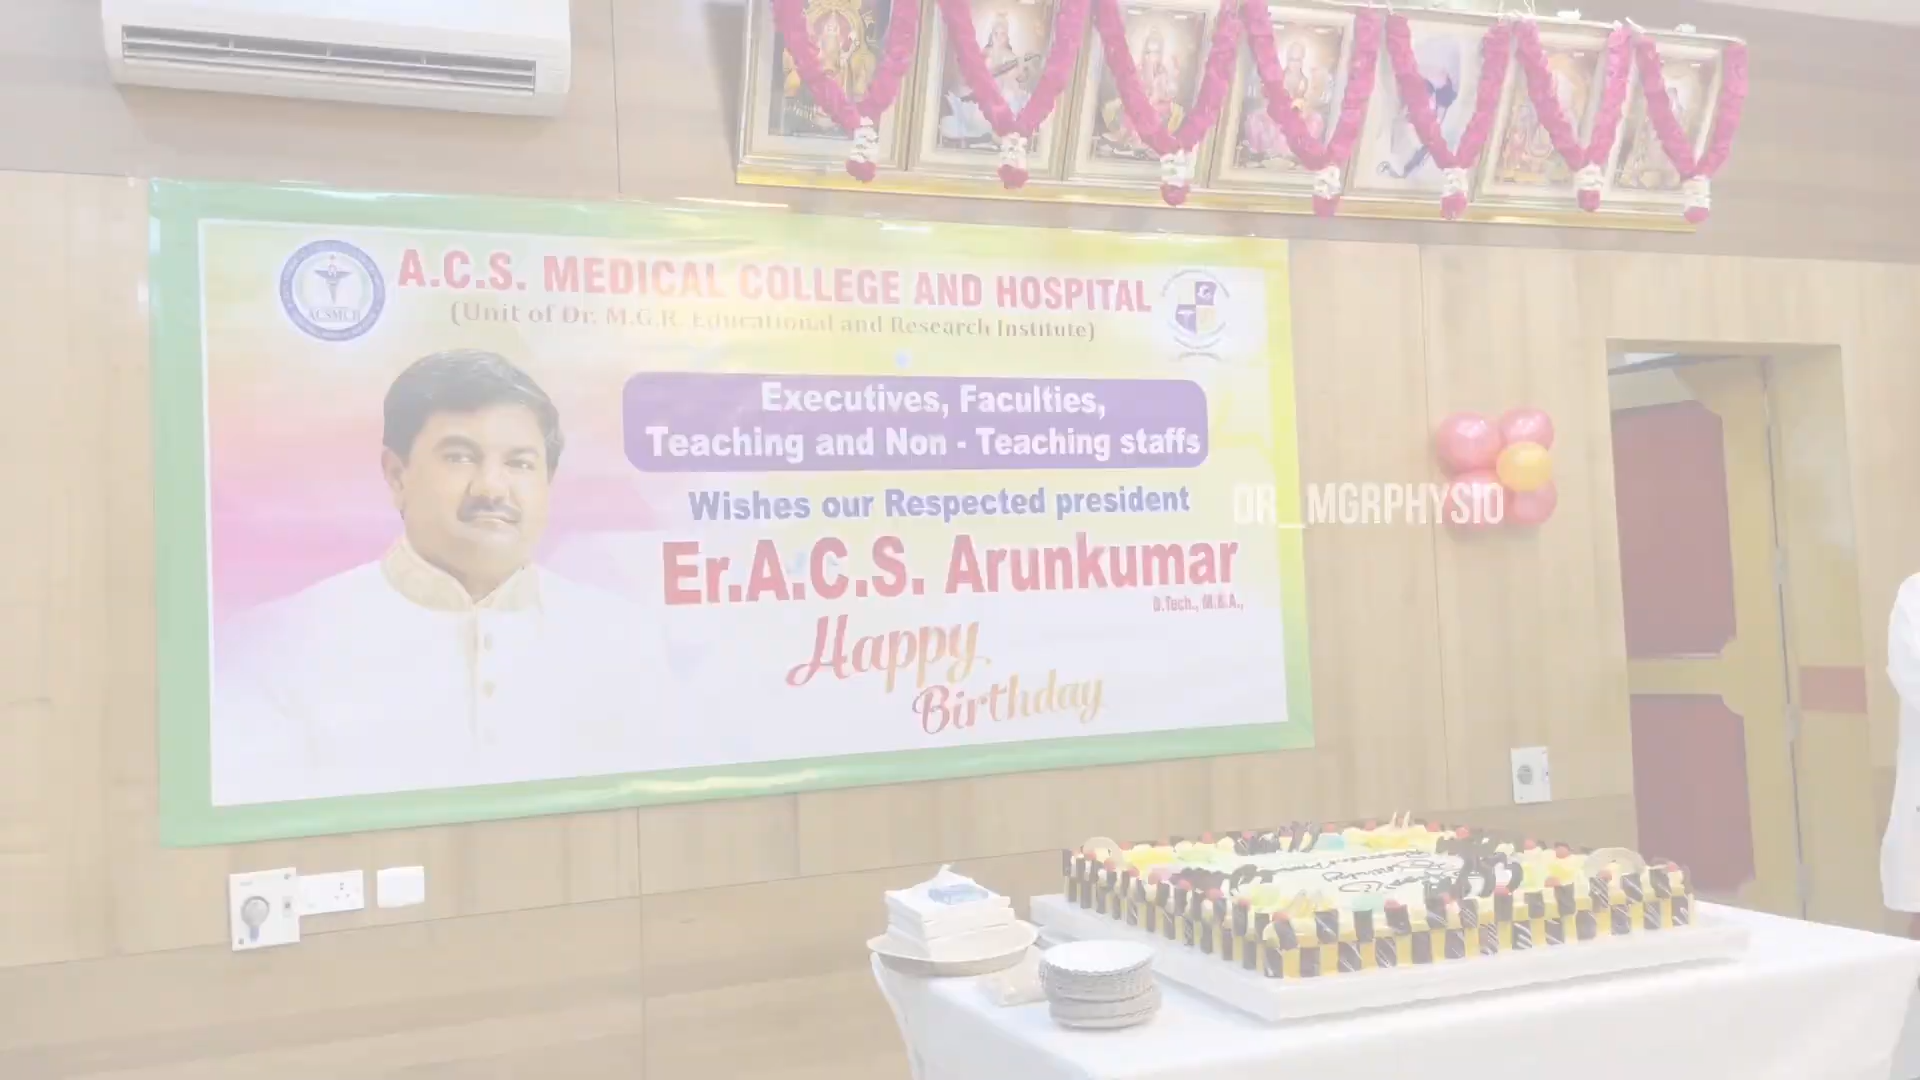 A.C.S. MEDICAL COLLEGE AND HOSPITAL
(Unit of Dr. M.G.R. Educational and Research Institute)
ACSMCH
Executives, Faculties,
Teaching and Non - Teaching staffs
Wishes our Respected president
DR_MGRPHYSIO
Er.A.C.S. Arunkumar
B.Tech., M.B.A.,
Happy
Birthday